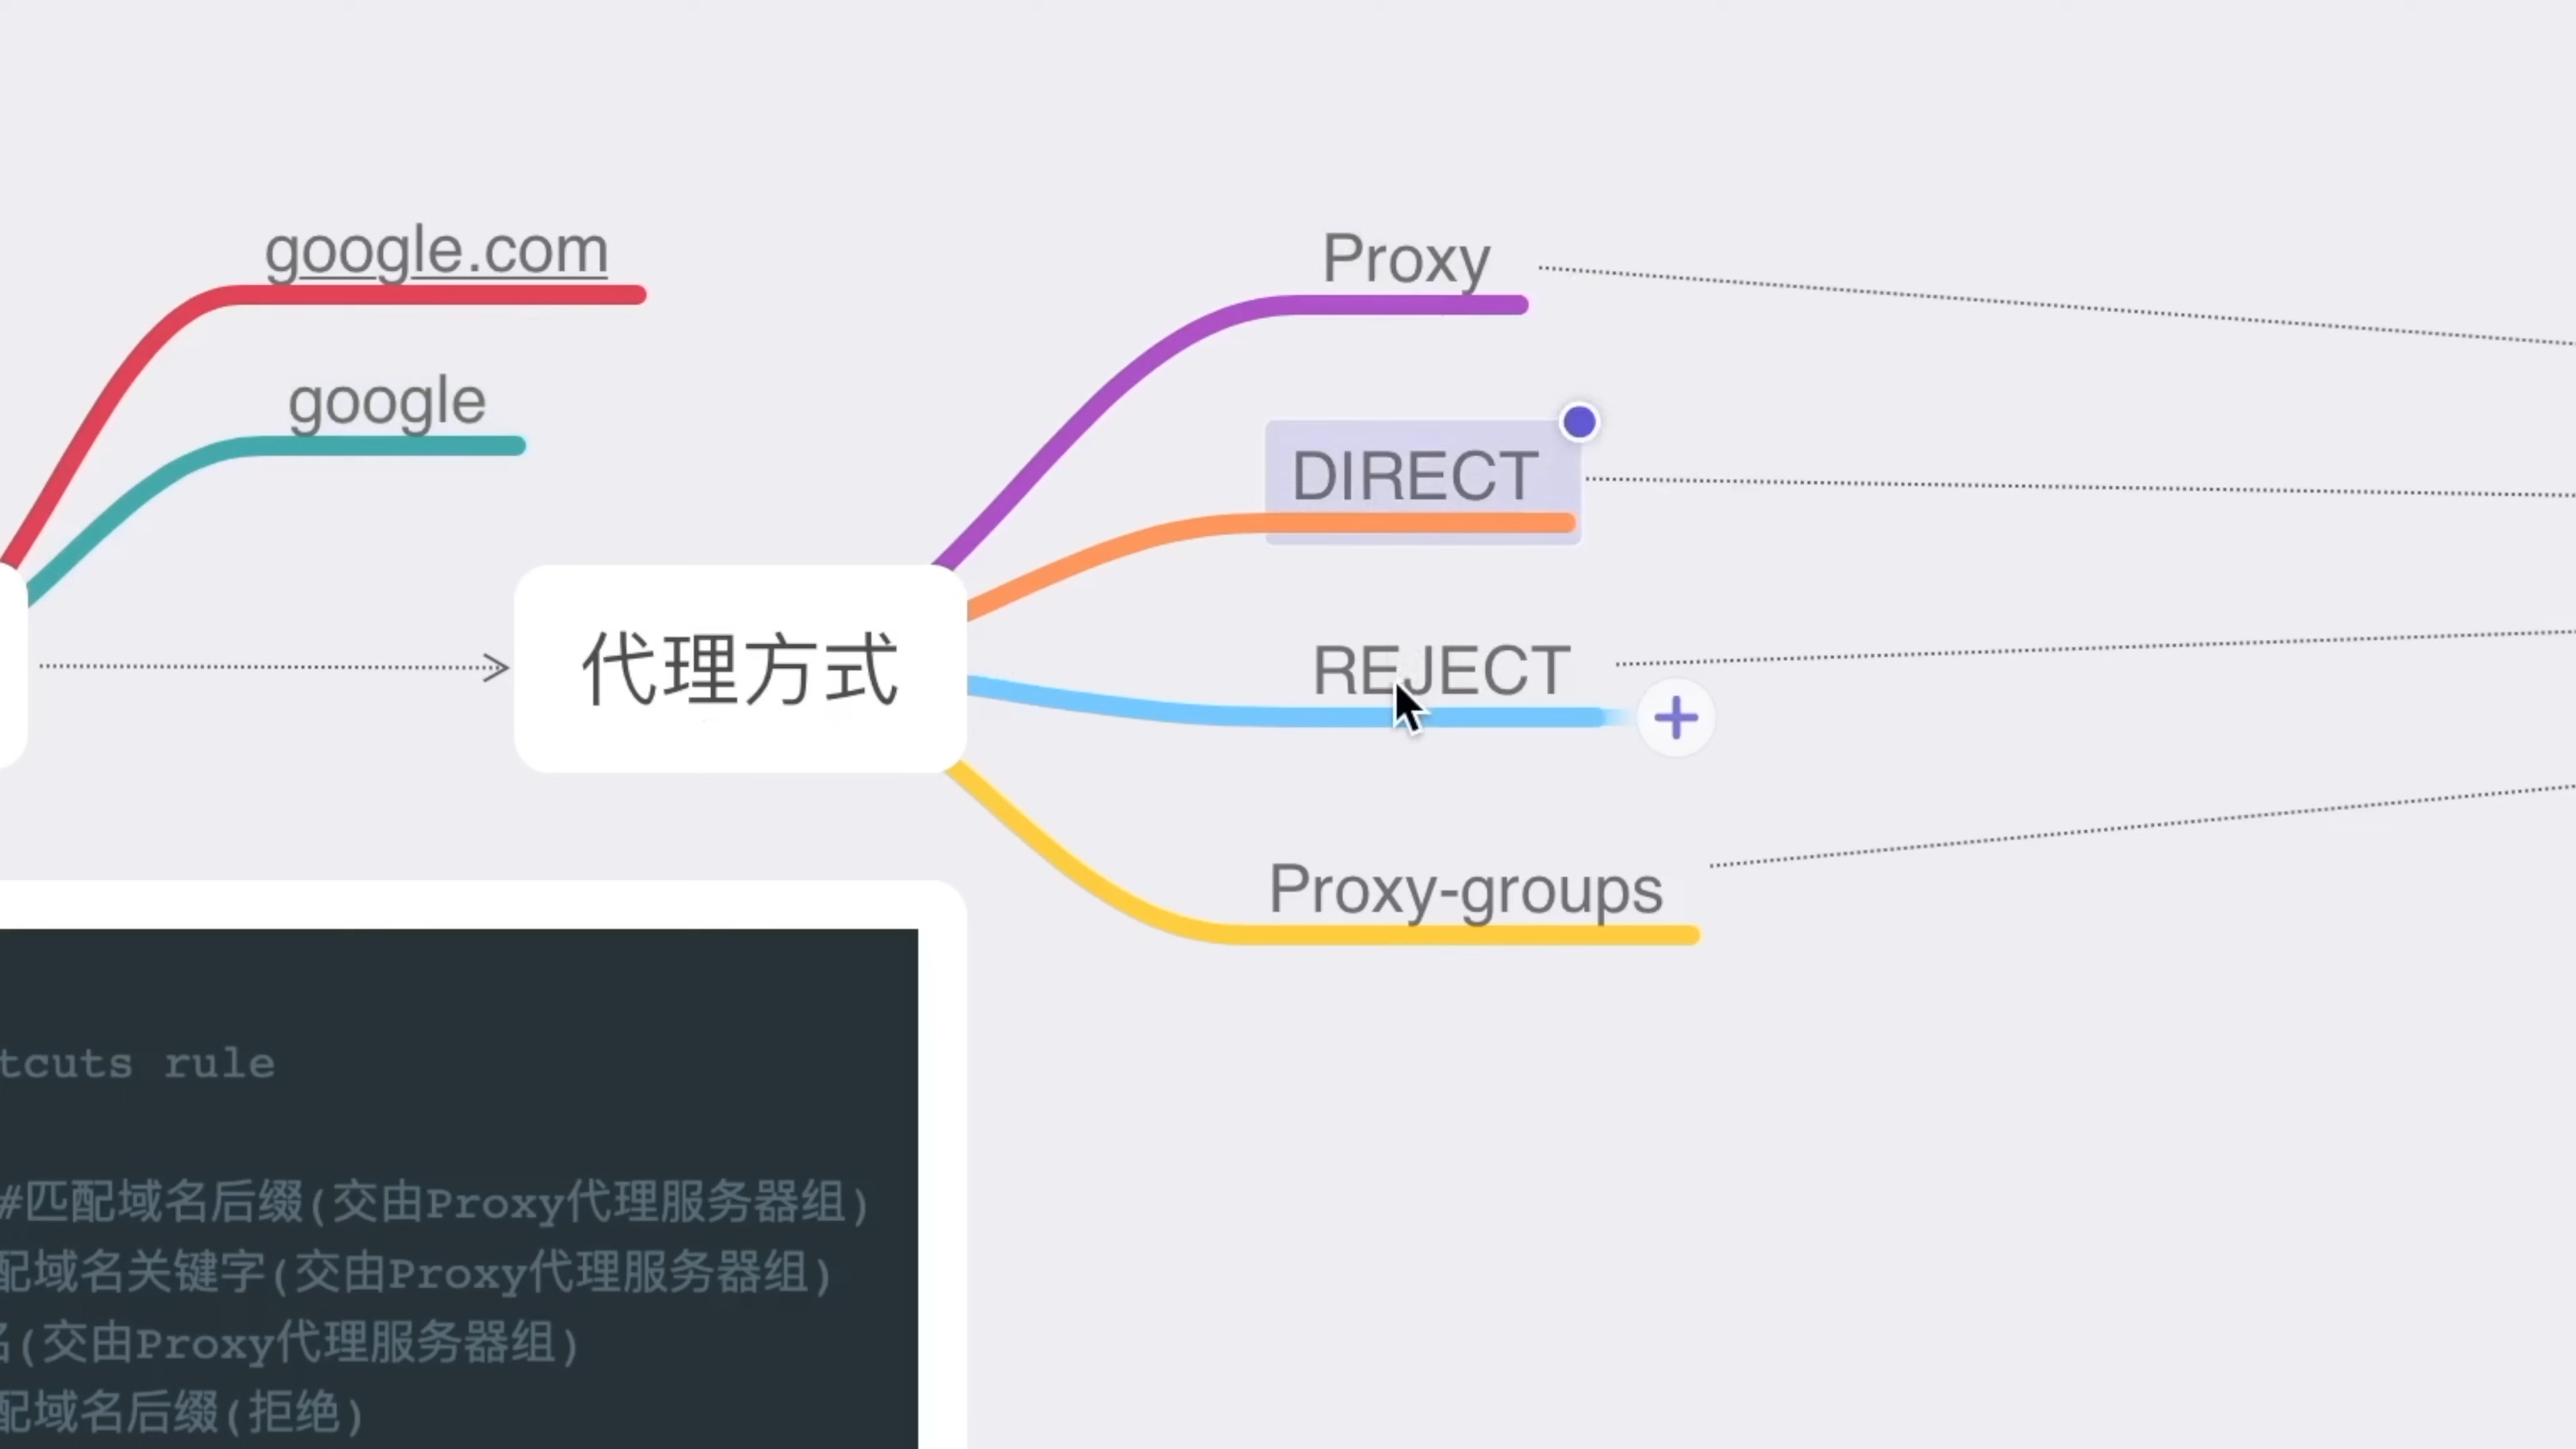 google.com
google
代理方式
Proxy
DIRECT
REJECT
Proxy-groups
tcuts rule
#匹配域名后缀(交由Proxy代理服务器组)
配域名关键字(交由Proxy代理服务器组)
名(交由Proxy代理服务器组)
配域名后缀(拒绝)